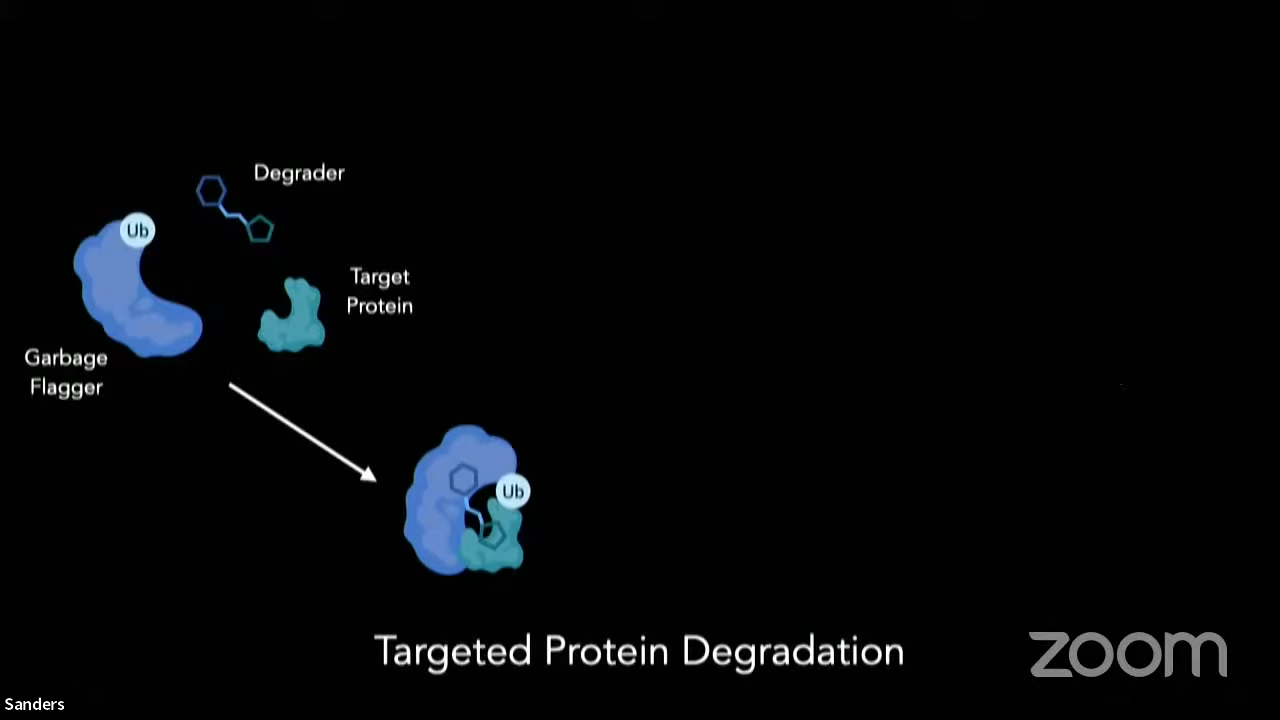 Degrader
Ub
Target
Protein
Garbage
Flagger
Ub
Targeted Protein Degradation
zoom
Sanders